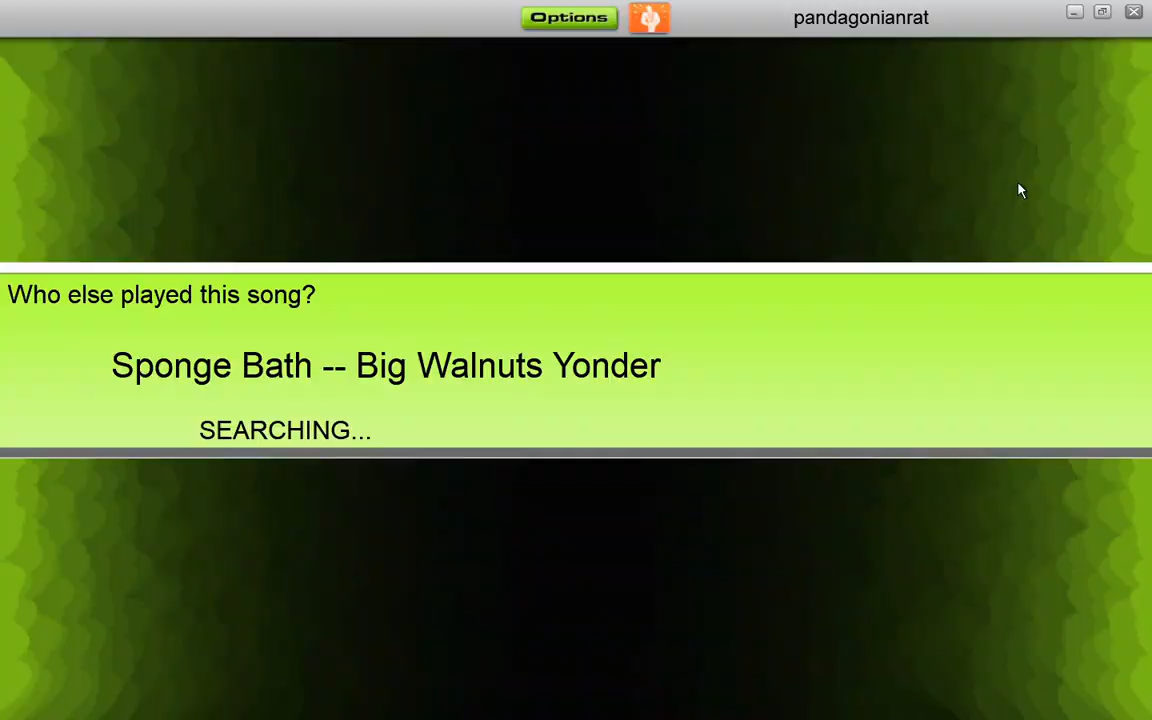 Options
pandagonianrat
Who else played this song?
Sponge Bath -- Big Walnuts Yonder
SEARCHING...